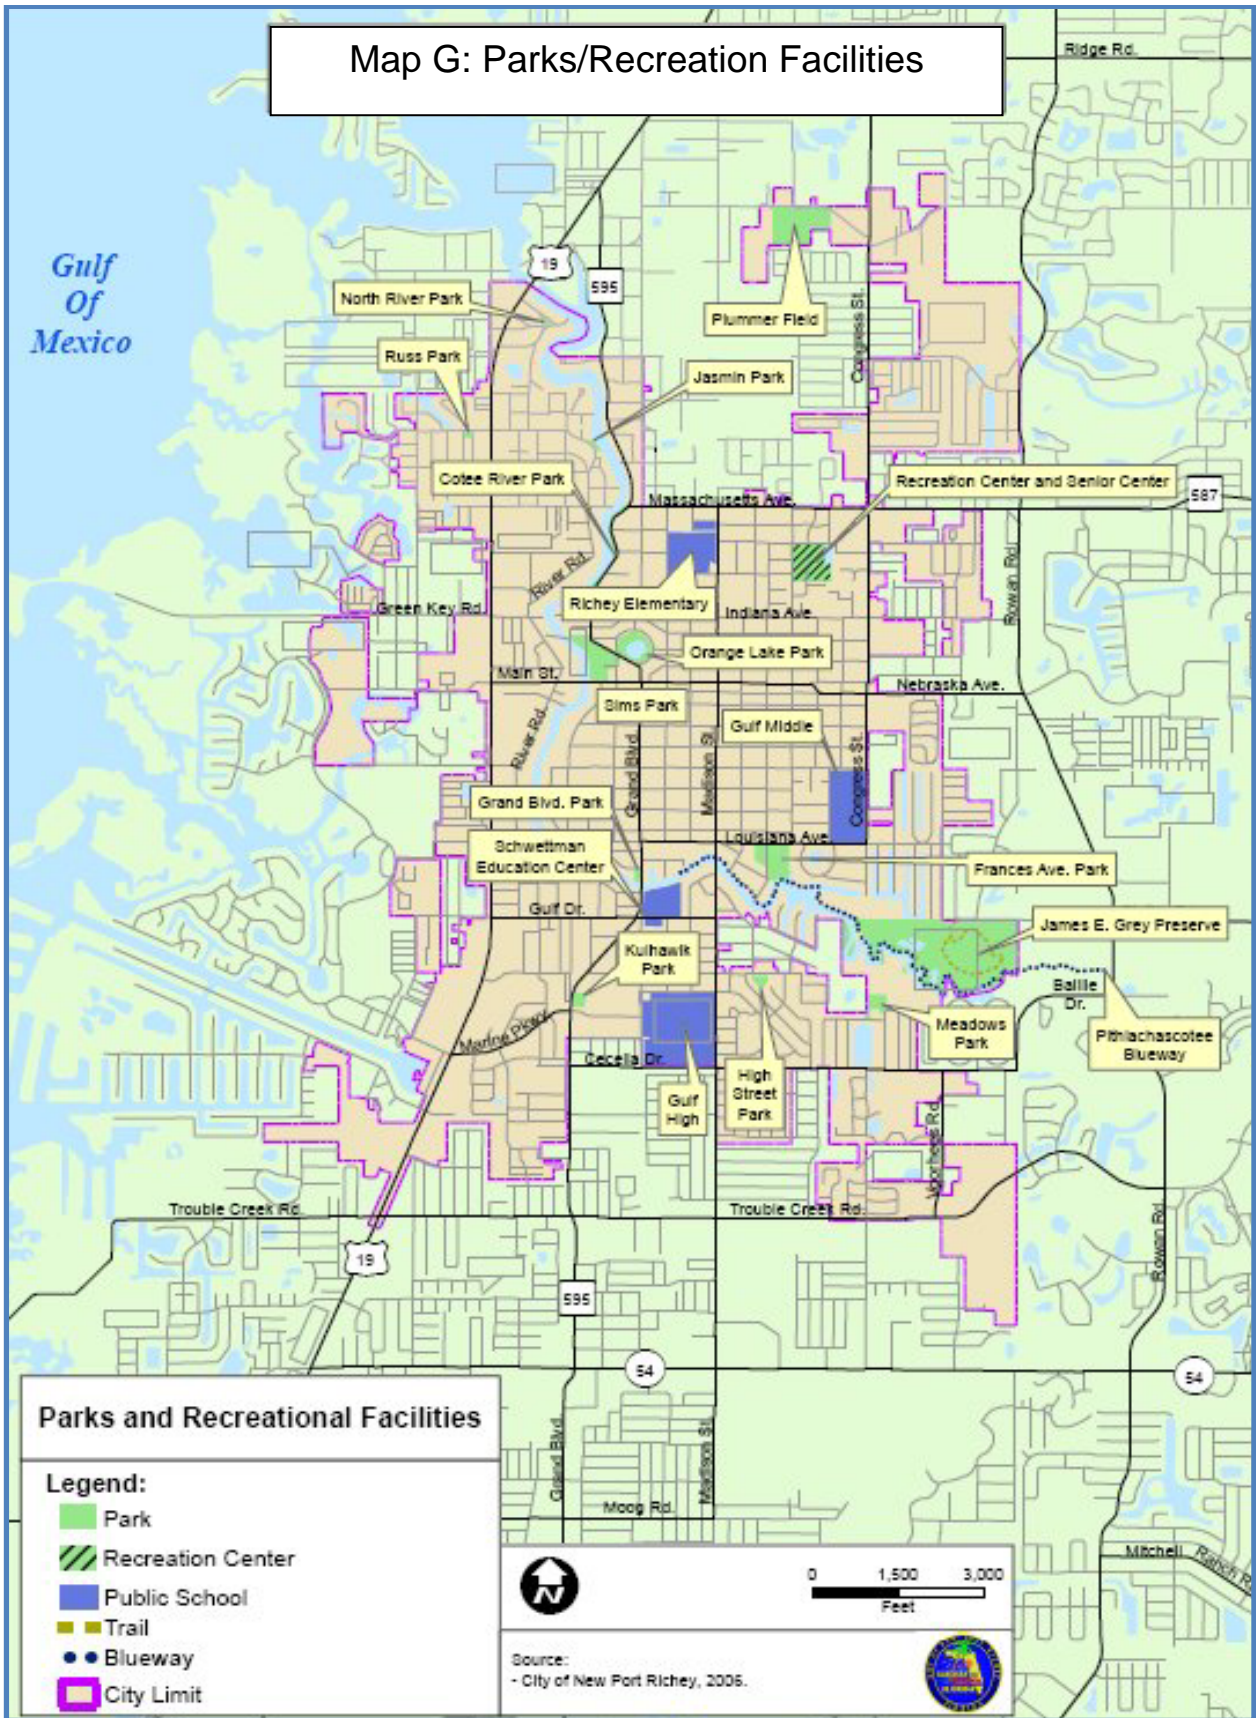 Map G: Parks/Recreation Facilities
Ridge Rd.
Gulf
Of
Mexico
19
595
North River Park
Plummer Field
Congress St.
Russ Park
Jasmin Park
Cotee River Park
Recreation Center and Senior Center
Massachusetts Ave.
587
River Rd.
Rowan Rd.
Richey Elementary
Green Key Rd.
Indiana Ave.
Orange Lake Park
Main St.
Nebraska Ave.
Sims Park
Gulf Middle
River Rd.
Grand Blvd.
Madison St.
Congress St.
Grand Blvd. Park
Louisiana Ave.
Schwettman
Education Center
Frances Ave. Park
Gulf Dr.
James E. Grey Preserve
Kulhawik
Park
Baillie
Dr.
Meadows
Park
Pithlachascotee
Blueway
Marine Pkwy.
Cecelia Dr.
High
Street
Park
Gulf
High
Voorhees Rd.
Trouble Creek Rd.
Trouble Creek Rd.
19
Rowan Rd.
595
54
54
Grand Blvd.
Madison St.
Moog Rd.
Mitchell Ranch R
Parks and Recreational Facilities
Legend:
Park
Recreation Center
Public School
Trail
Blueway
City Limit
N
0 1,500 3,000
Feet
Source:
- City of New Port Richey, 2006.